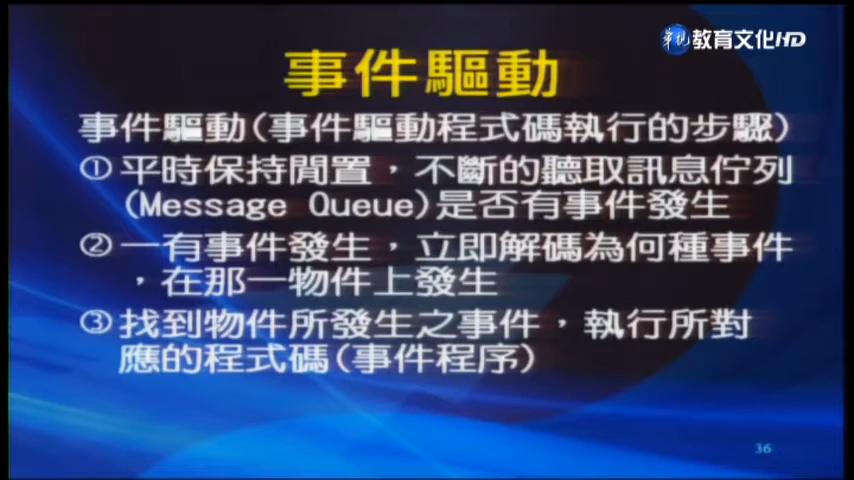 華視 教育文化HD
事件驅動
事件驅動(事件驅動程式碼執行的步驟)
①平時保持閒置，不斷的聽取訊息佇列
(Message Queue)是否有事件發生
②一有事件發生，立即解碼為何種事件
，在那一物件上發生
③找到物件所發生之事件，執行所對
應的程式碼(事件程序)
36